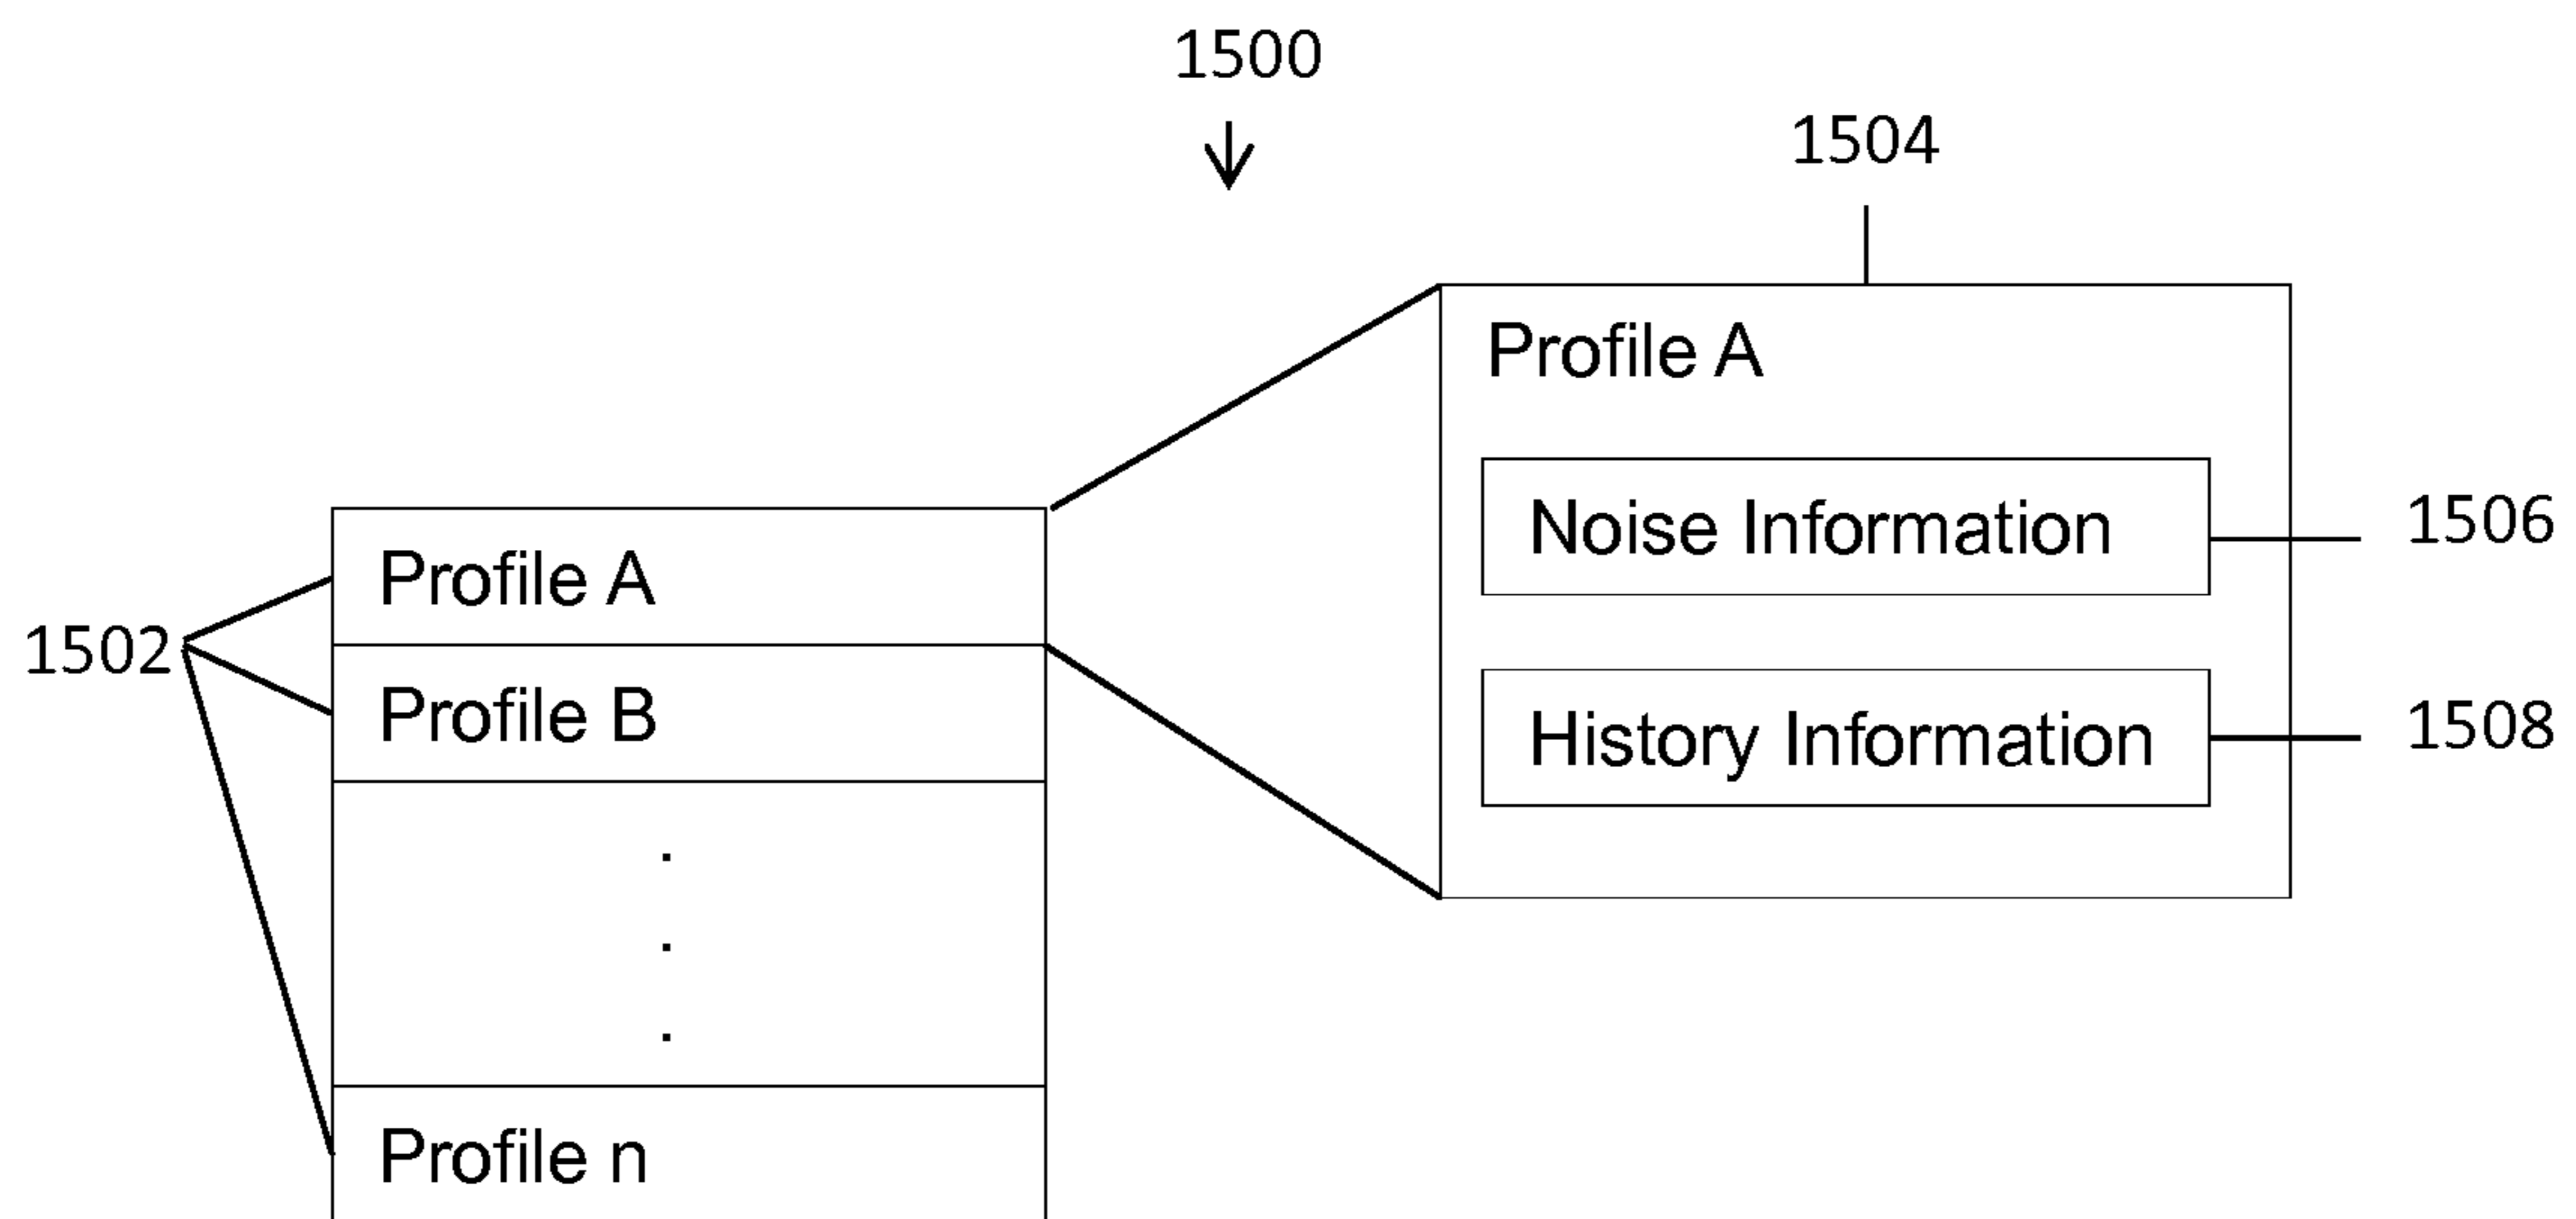 1500
1504
Profile A
Noise Information
1506
History Information
1508
1502
Profile A
Profile B
.
.
.
Profile n